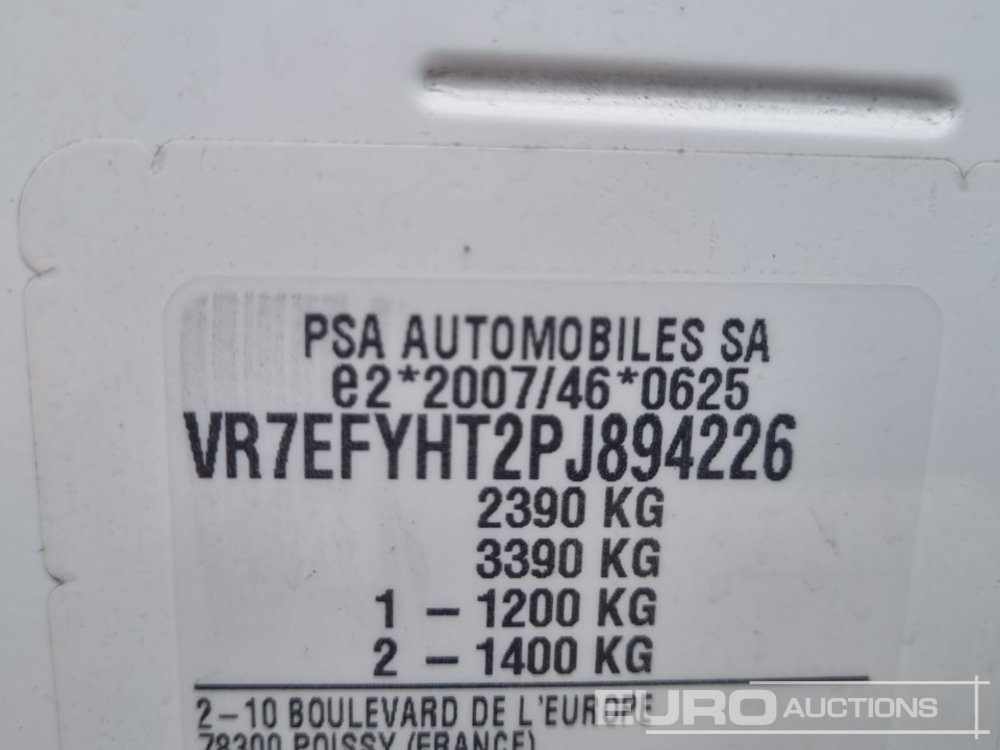 PSA AUTOMOBILES SA
e2*2007/46*0625
VR7EFYHT2PJ894226
2390 KG
3390 KG
1 - 1200 KG
2 - 1400 KG
2-10 BOULEVARD DE L'EUROPE
78300 POISSY (FRANCE)
EURO AUCTIONS